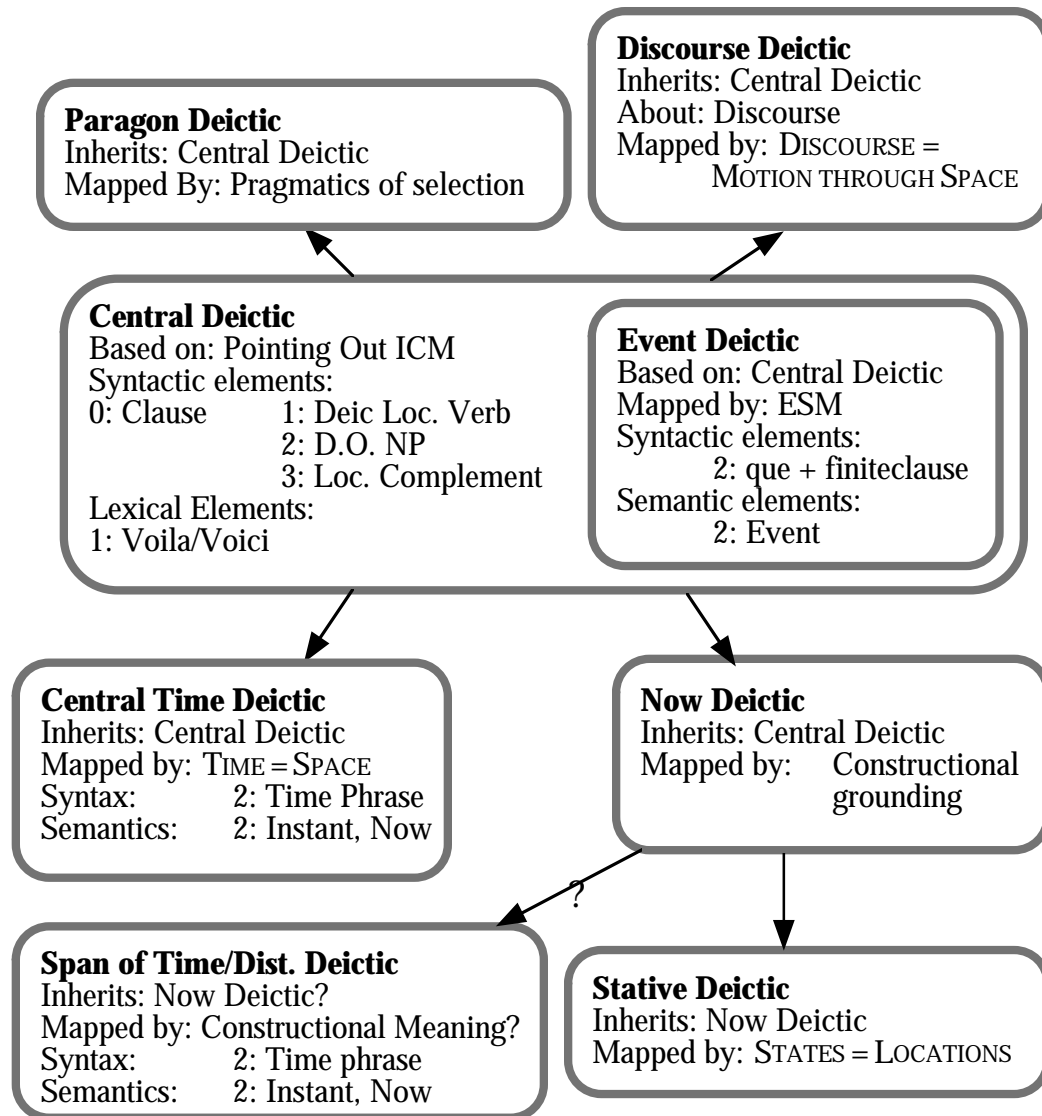 Paragon Deictic
Inherits: Central Deictic
Mapped By: Pragmatics of selection
Discourse Deictic
Inherits: Central Deictic
About: Discourse
Mapped by: DISCOURSE =
MOTION THROUGH SPACE
Central Deictic
Based on: Pointing Out ICM
Syntactic elements:
0: Clause 1: Deic Loc. Verb
2: D.O. NP
3: Loc. Complement
Lexical Elements:
1: Voila/Voici
Event Deictic
Based on: Central Deictic
Mapped by: ESM
Syntactic elements:
2: que + finiteclause
Semantic elements:
2: Event
Central Time Deictic
Inherits: Central Deictic
Mapped by: TIME = SPACE
Syntax: 2: Time Phrase
Semantics: 2: Instant, Now
Now Deictic
Inherits: Central Deictic
Mapped by: Constructional
grounding
?
Span of Time/Dist. Deictic
Inherits: Now Deictic?
Mapped by: Constructional Meaning?
Syntax: 2: Time phrase
Semantics: 2: Instant, Now
Stative Deictic
Inherits: Now Deictic
Mapped by: STATES = LOCATIONS